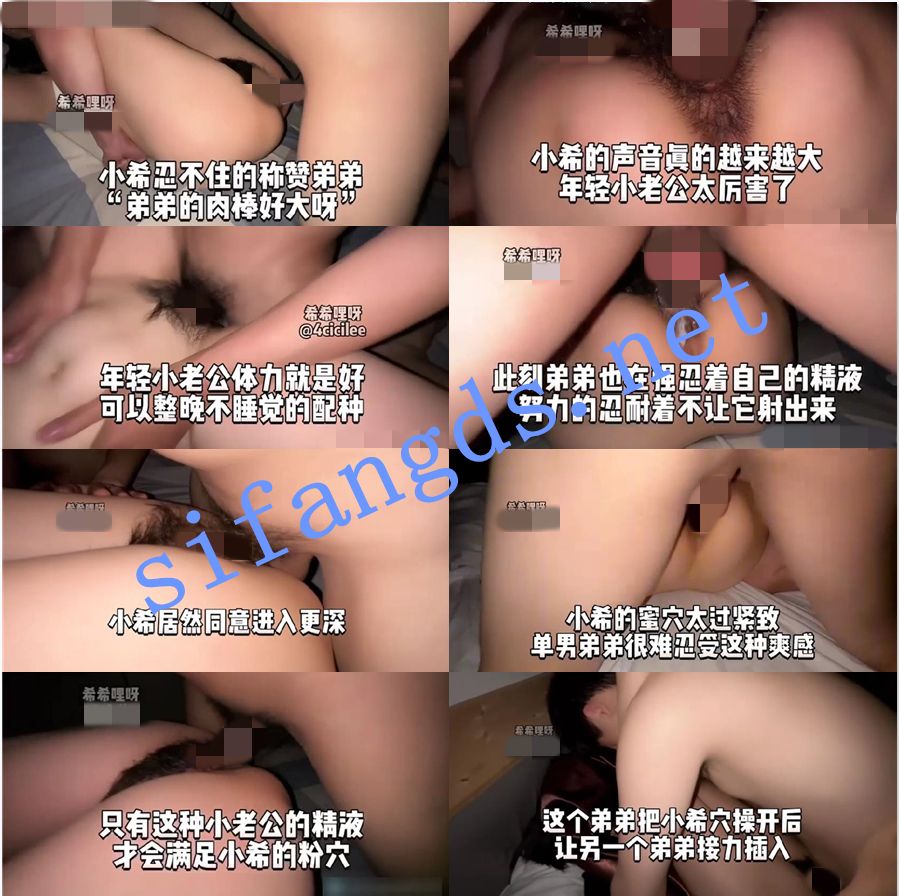 希希哩呀
小希忍不住的称赞弟弟
“弟弟的肉棒好大呀”
希希哩呀
小希的声音真的越来越大
年轻小老公太厉害了
希希哩呀
@4cicilee
年轻小老公体力就是好
可以整晚不睡觉的配种
希希哩呀
此刻弟弟也在强忍着自己的精液
努力的忍耐着不让它射出来
sifangds.net
希希哩呀
小希居然同意进入更深
希希哩呀
小希的蜜穴太过紧致
单男弟弟很难忍受这种爽感
希希哩呀
只有这种小老公的精液
才会满足小希的粉穴
希希哩呀
这个弟弟把小希穴操开后
让另一个弟弟接力插入